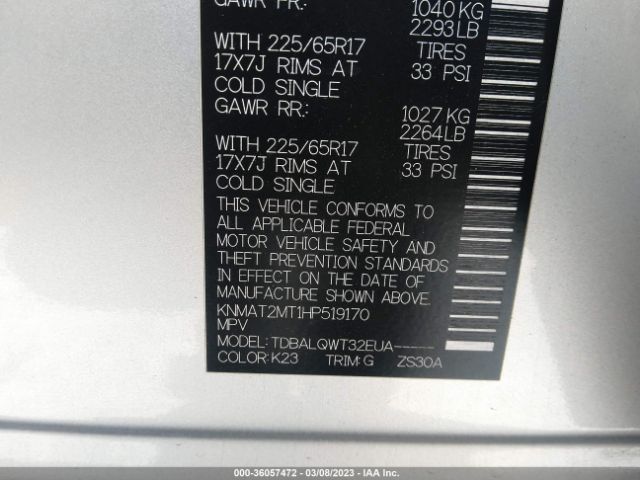 GAWR FR: 1040 KG
2293 LB
WITH 225/65R17 TIRES
17X7J RIMS AT 33 PSI
COLD SINGLE
GAWR RR: 1027 KG
2264 LB
WITH 225/65R17 TIRES
17X7J RIMS AT 33 PSI
COLD SINGLE
THIS VEHICLE CONFORMS TO
ALL APPLICABLE FEDERAL
MOTOR VEHICLE SAFETY AND
THEFT PREVENTION STANDARDS
IN EFFECT ON THE DATE OF
MANUFACTURE SHOWN ABOVE.
KNMAT2MT1HP519170
MPV
MODEL: TDBALQWT32EUA-----
COLOR: K23 TRIM: G ZS30A
000-36057472 — 03/08/2023 — IAA Inc.